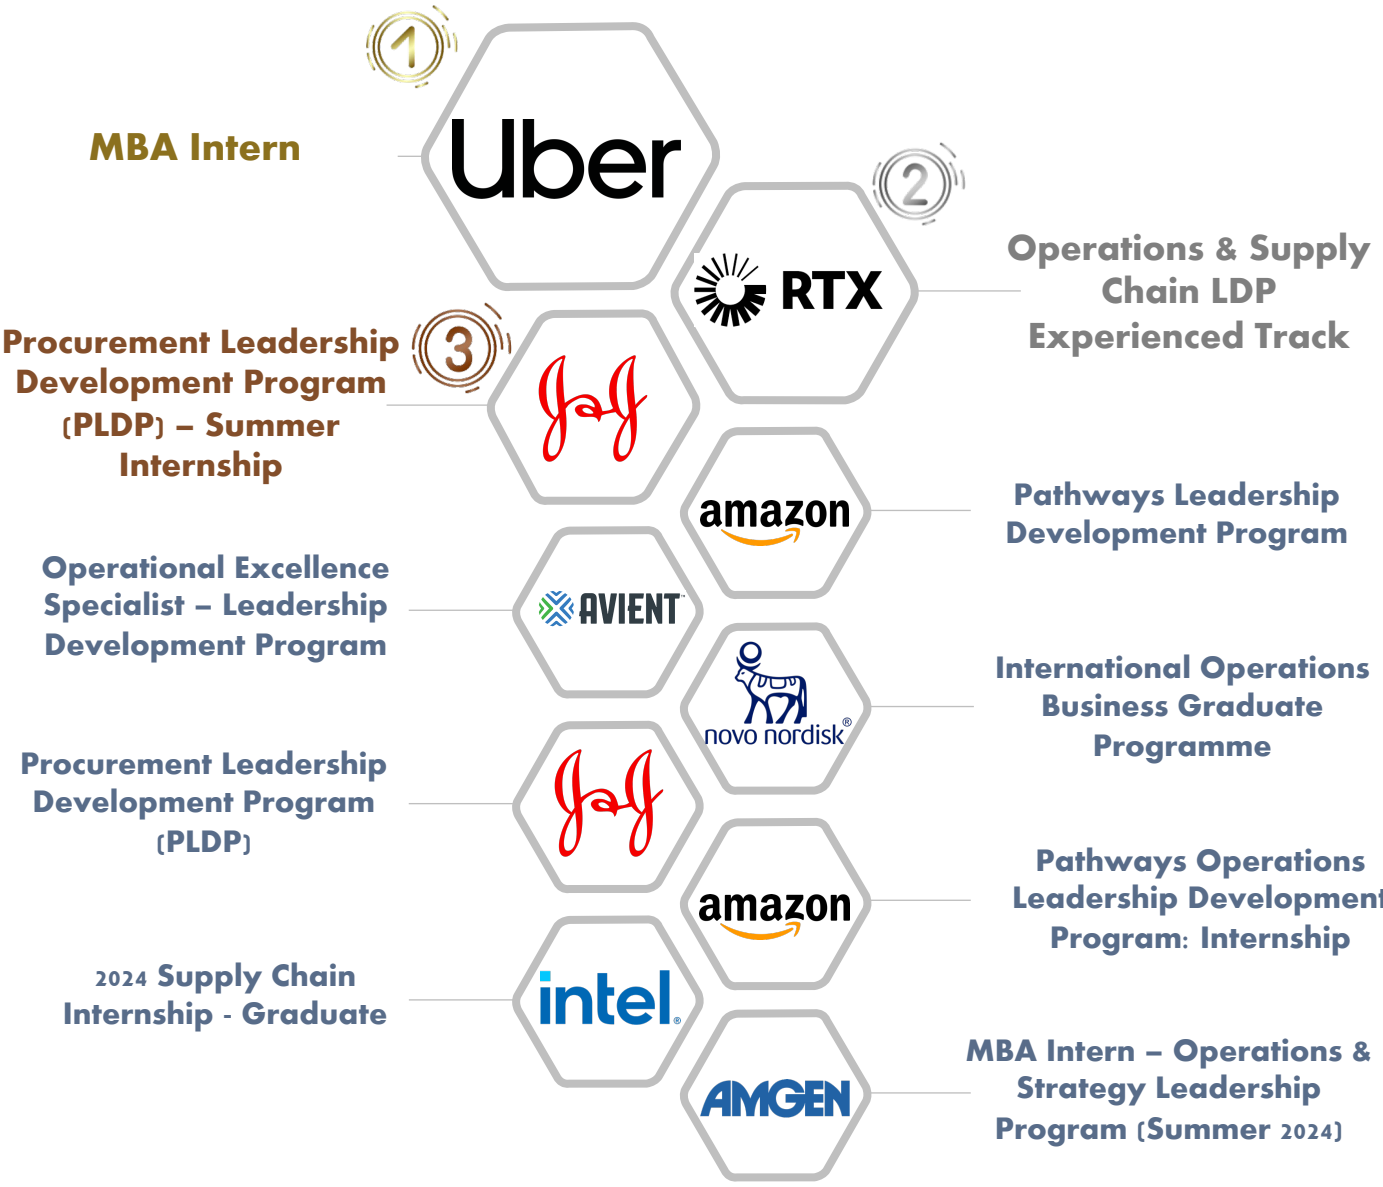 1
MBA Intern
Uber
2
RTX
Operations & Supply
Chain LDP
Experienced Track
3
Procurement Leadership
Development Program
(PLDP) – Summer
Internship
J&J
amazon
Pathways Leadership
Development Program
Operational Excellence
Specialist – Leadership
Development Program
AVIENT™
novo nordisk®
International Operations
Business Graduate
Programme
Procurement Leadership
Development Program
(PLDP)
J&J
amazon
Pathways Operations
Leadership Development
Program: Internship
2024 Supply Chain
Internship - Graduate
intel®
AMGEN
MBA Intern – Operations &
Strategy Leadership
Program (Summer 2024)